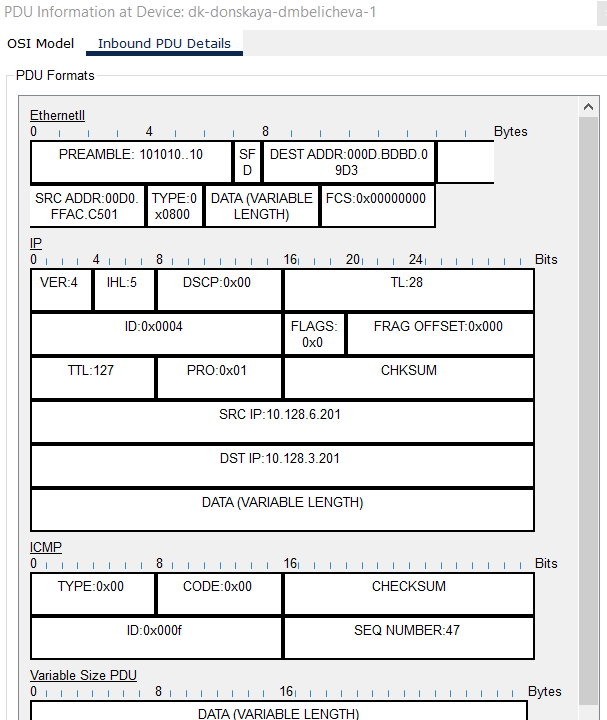 PDU Information at Device: dk-donskaya-dmbelicheva-1
OSI Model Inbound PDU Details
PDU Formats
EthernetII
0 4 8 Bytes
PREAMBLE: 101010..10 SF DEST ADDR:000D.BDBD.0
D 9D3
SRC ADDR:00D0. TYPE:0 DATA (VARIABLE FCS:0x00000000
FFAC.C501 x0800 LENGTH)
IP
0 4 8 16 20 24 Bits
VER:4 IHL:5 DSCP:0x00 TL:28
ID:0x0004 FLAGS: FRAG OFFSET:0x000
0x0
TTL:127 PRO:0x01 CHKSUM
SRC IP:10.128.6.201
DST IP:10.128.3.201
DATA (VARIABLE LENGTH)
ICMP
0 8 16 Bits
TYPE:0x00 CODE:0x00 CHECKSUM
ID:0x000f SEQ NUMBER:47
Variable Size PDU
0 8 16 Bytes
DATA (VARIABLE LENGTH)